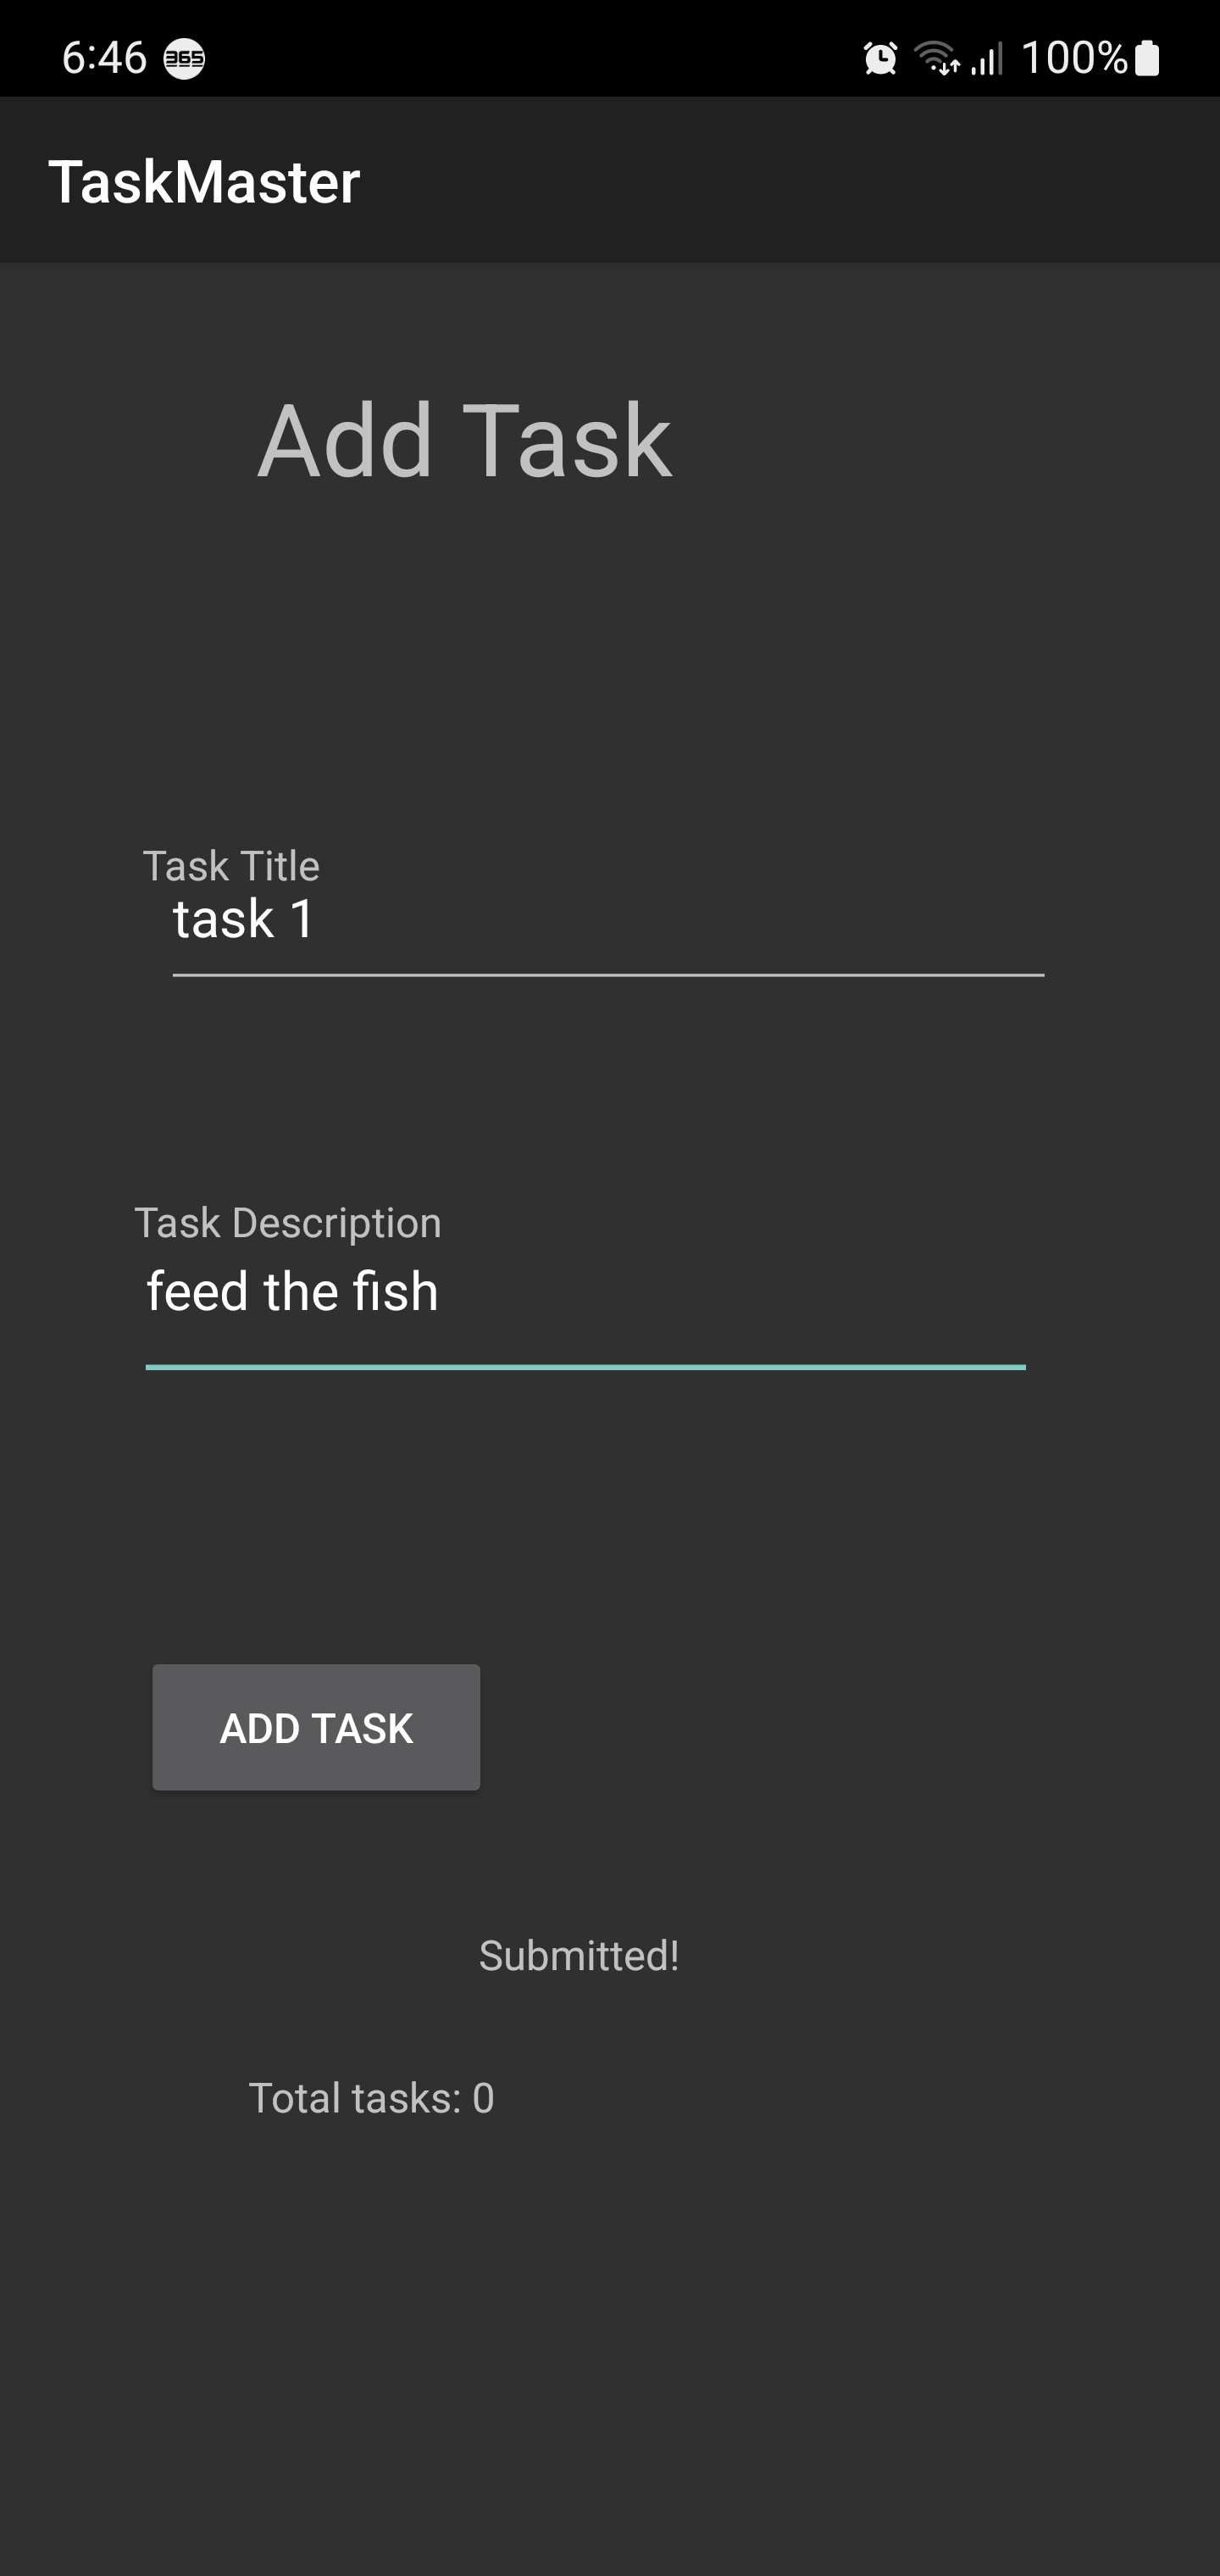 6:46 365 100%
TaskMaster
Add Task
Task Title
task 1
Task Description
feed the fish
ADD TASK
Submitted!
Total tasks: 0